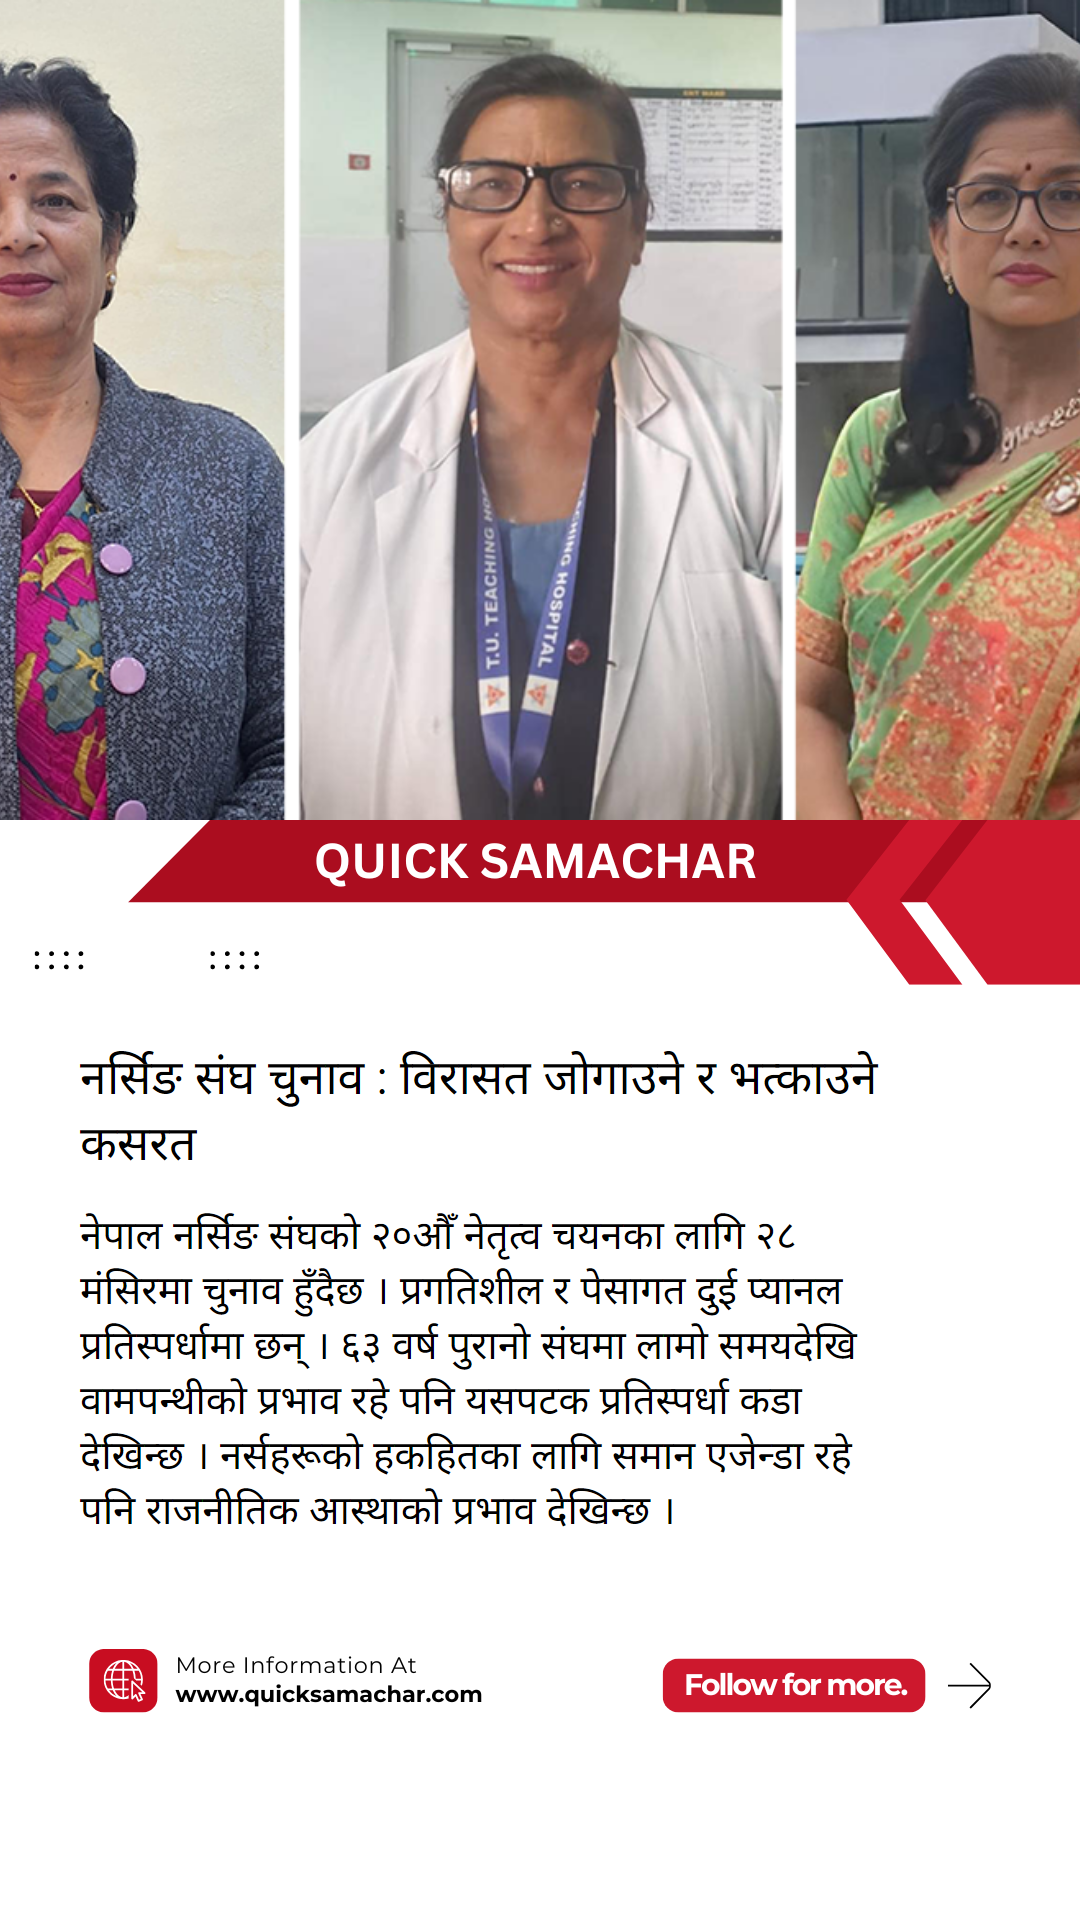 T.U. TEACHING HO
CHING HOSPITAL
QUICK SAMACHAR
नर्सिङ संघ चुनाव : विरासत जोगाउने र भत्काउने
कसरत
नेपाल नर्सिङ संघको २०औँ नेतृत्व चयनका लागि २८
मंसिरमा चुनाव हुँदैछ । प्रगतिशील र पेसागत दुई प्यानल
प्रतिस्पर्धामा छन् । ६३ वर्ष पुरानो संघमा लामो समयदेखि
वामपन्थीको प्रभाव रहे पनि यसपटक प्रतिस्पर्धा कडा
देखिन्छ । नर्सहरूको हकहितका लागि समान एजेन्डा रहे
पनि राजनीतिक आस्थाको प्रभाव देखिन्छ ।
More Information At
www.quicksamachar.com
Follow for more.